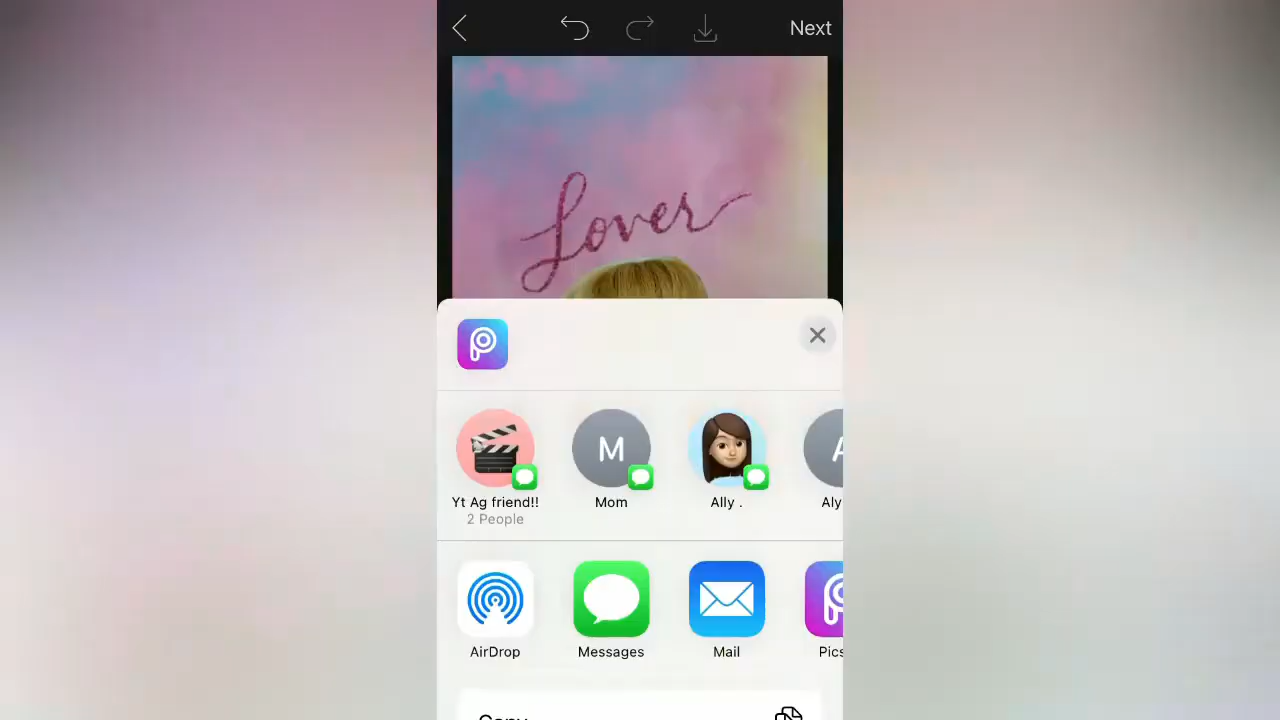 Next
Lover
M
A
Yt Ag friend!!
Mom
Ally .
Aly
2 People
AirDrop
Messages
Mail
Pics
Copy